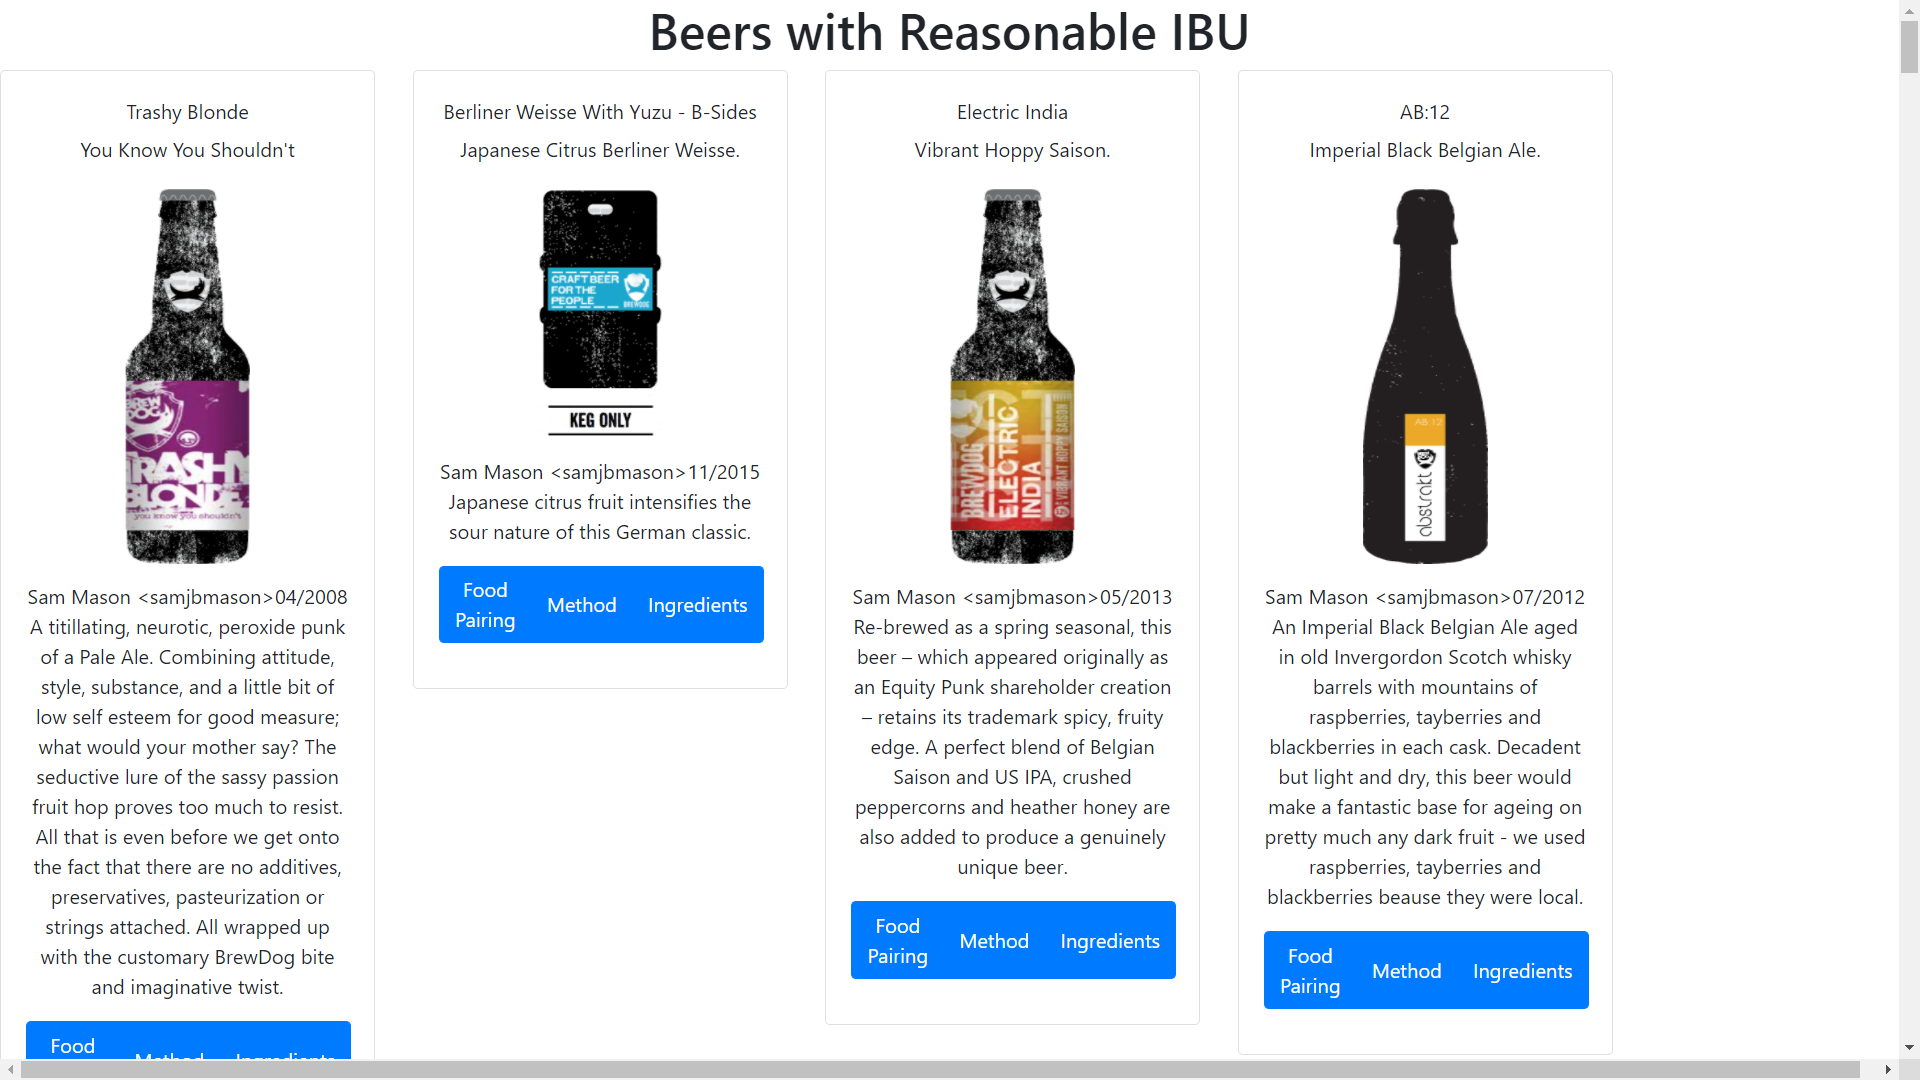 Beers with Reasonable IBU
Trashy Blonde
You Know You Shouldn't
BREW
DOG
TRASHY
BLONDE
you know you shouldn't
Sam Mason <samjbmason>04/2008
A titillating, neurotic, peroxide punk
of a Pale Ale. Combining attitude,
style, substance, and a little bit of
low self esteem for good measure;
what would your mother say? The
seductive lure of the sassy passion
fruit hop proves too much to resist.
All that is even before we get onto
the fact that there are no additives,
preservatives, pasteurization or
strings attached. All wrapped up
with the customary BrewDog bite
and imaginative twist.
Food
Method
Ingredients
Berliner Weisse With Yuzu - B-Sides
Japanese Citrus Berliner Weisse.
CRAFT BEER
FOR THE
PEOPLE
BREWDOG
KEG ONLY
Sam Mason <samjbmason>11/2015
Japanese citrus fruit intensifies the
sour nature of this German classic.
Food
Pairing
Method
Ingredients
Electric India
Vibrant Hoppy Saison.
BREWDOG
ELECTRIC
INDIA
VIBRANT HOPPY SAISON
Sam Mason <samjbmason>05/2013
Re-brewed as a spring seasonal, this
beer – which appeared originally as
an Equity Punk shareholder creation
– retains its trademark spicy, fruity
edge. A perfect blend of Belgian
Saison and US IPA, crushed
peppercorns and heather honey are
also added to produce a genuinely
unique beer.
Food
Pairing
Method
Ingredients
AB:12
Imperial Black Belgian Ale.
AB:12
abstrakt
Sam Mason <samjbmason>07/2012
An Imperial Black Belgian Ale aged
in old Invergordon Scotch whisky
barrels with mountains of
raspberries, tayberries and
blackberries in each cask. Decadent
but light and dry, this beer would
make a fantastic base for ageing on
pretty much any dark fruit - we used
raspberries, tayberries and
blackberries beause they were local.
Food
Pairing
Method
Ingredients